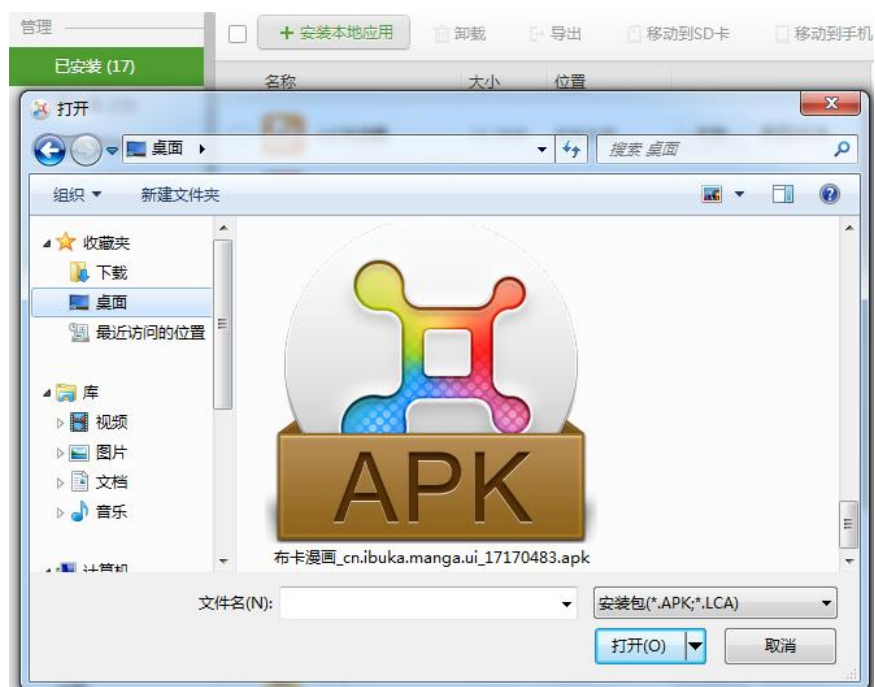 管理
+ 安装本地应用 卸载 导出 移动到SD卡 移动到手机
已安装 (17)
名称 大小 位置
打开
桌面
搜索 桌面
组织 新建文件夹
收藏夹
下载
桌面
最近访问的位置
库
视频
图片
文档
音乐
计算机
APK
布卡漫画_cn.ibuka.manga.ui_17170483.apk
文件名(N):
安装包(*.APK;*.LCA)
打开(O) 取消